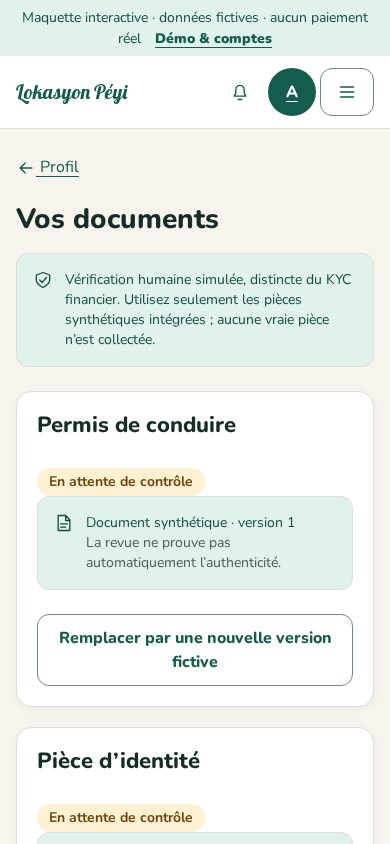 Maquette interactive · données fictives · aucun paiement
réel Démo & comptes
Lokasyon Péyi
A
Profil
Vos documents
Vérification humaine simulée, distincte du KYC
financier. Utilisez seulement les pièces
synthétiques intégrées ; aucune vraie pièce
n’est collectée.
Permis de conduire
En attente de contrôle
Document synthétique · version 1
La revue ne prouve pas
automatiquement l’authenticité.
Remplacer par une nouvelle version
fictive
Pièce d’identité
En attente de contrôle